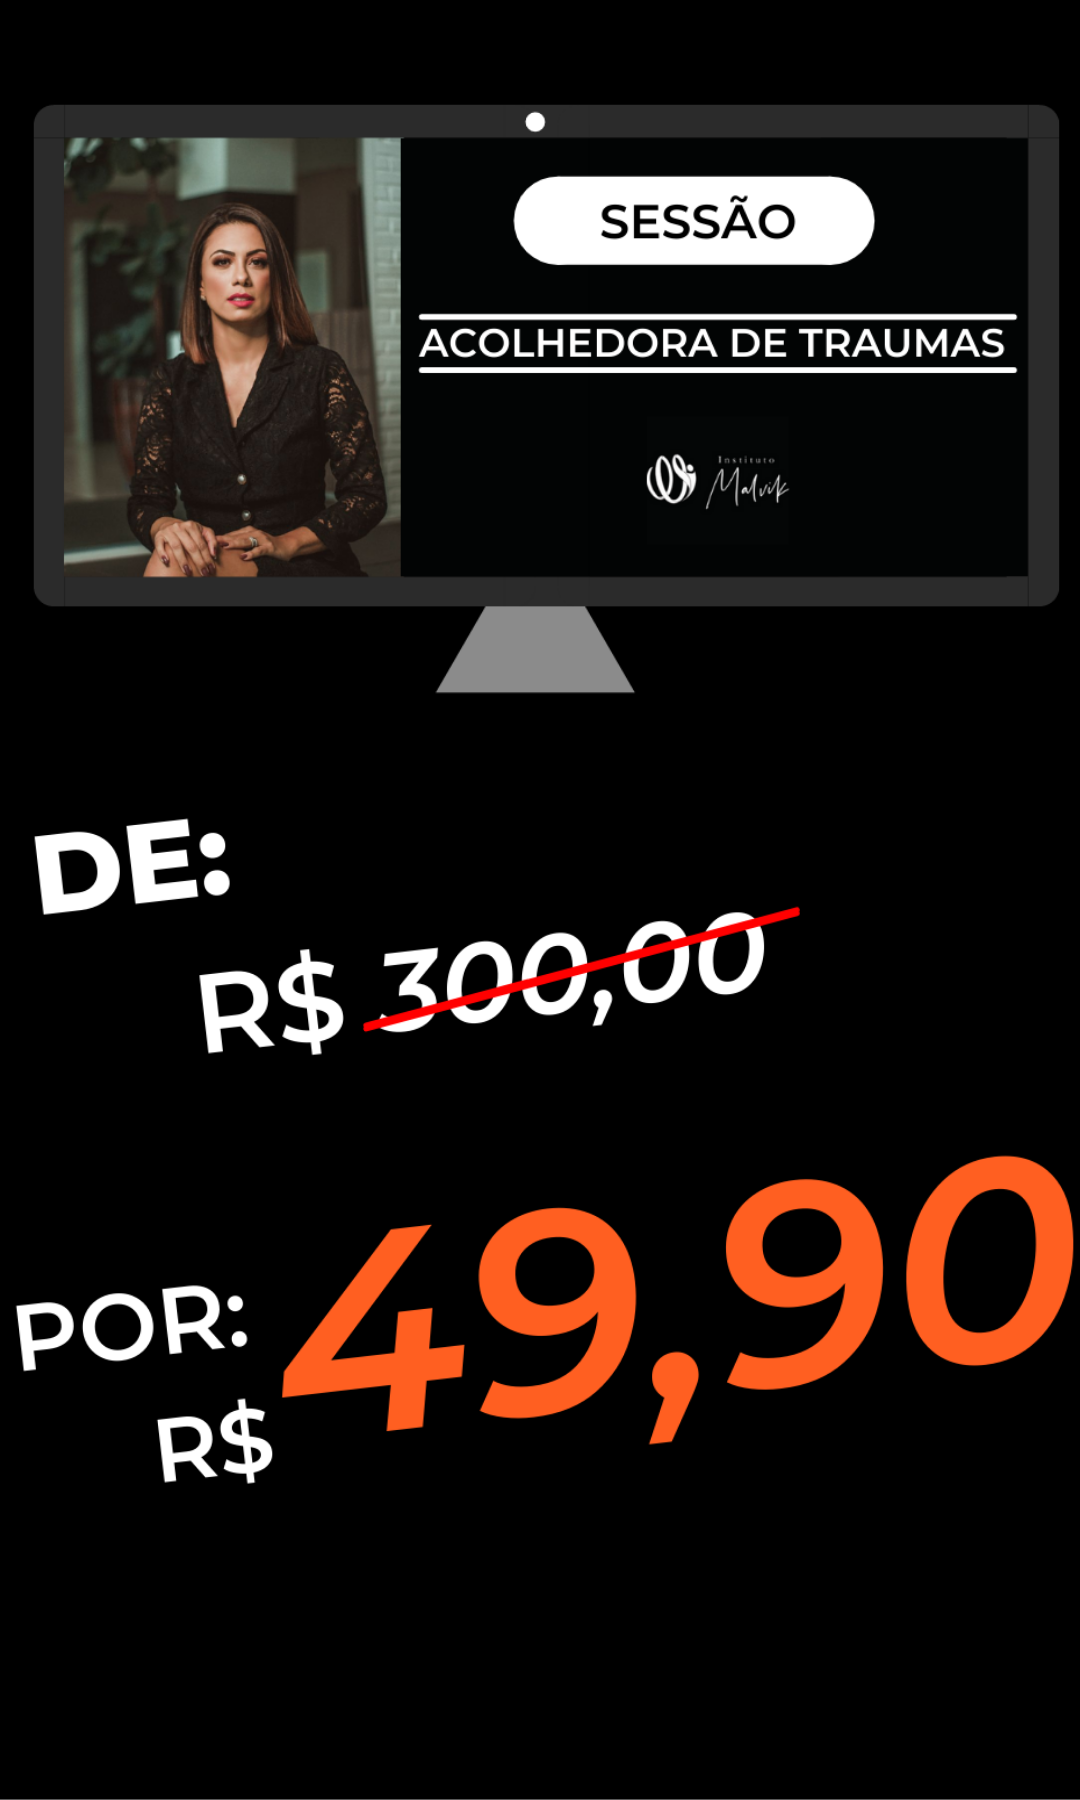 SESSÃO
ACOLHEDORA DE TRAUMAS
Instituto
Malvik
DE:
R$ 300,00
POR:
R$ 49,90